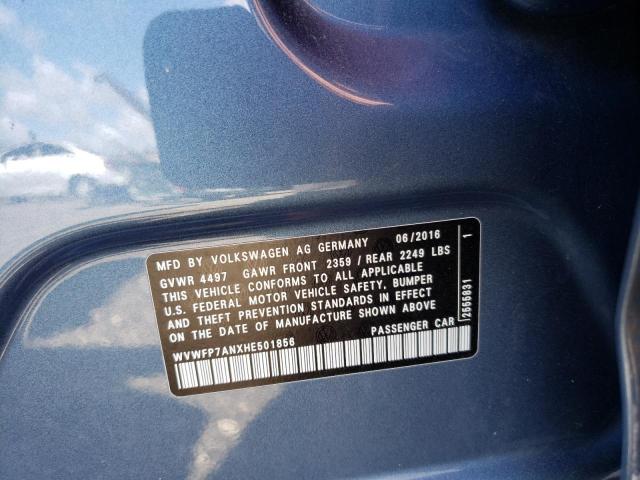 MFD BY VOLKSWAGEN AG GERMANY 06/2016
GVWR 4497 GAWR FRONT 2359 / REAR 2249 LBS
THIS VEHICLE CONFORMS TO ALL APPLICABLE
U.S. FEDERAL MOTOR VEHICLE SAFETY, BUMPER
AND THEFT PREVENTION STANDARDS IN EFFECT
ON THE DATE OF MANUFACTURE SHOWN ABOVE
PASSENGER CAR
WVWFP7ANXHE501856
2555831 1